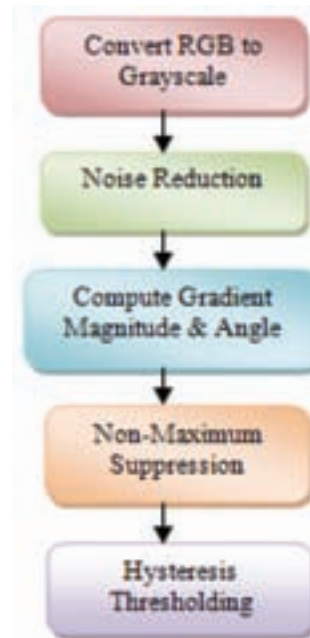 Convert RGB to
Grayscale
Noise Reduction
Compute Gradient
Magnitude & Angle
Non-Maximum
Suppression
Hysteresis
Thresholding